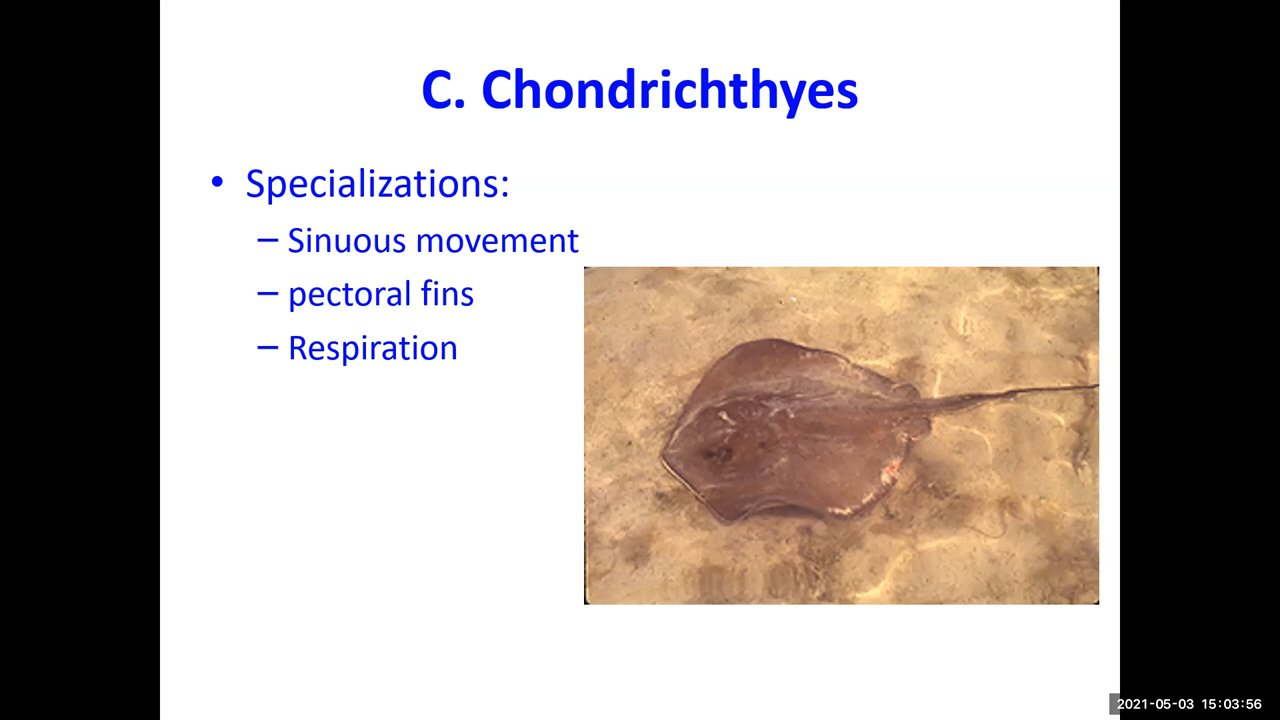 C. Chondrichthyes
• Specializations:
– Sinuous movement
– pectoral fins
– Respiration
2021-05-03 15:03:56